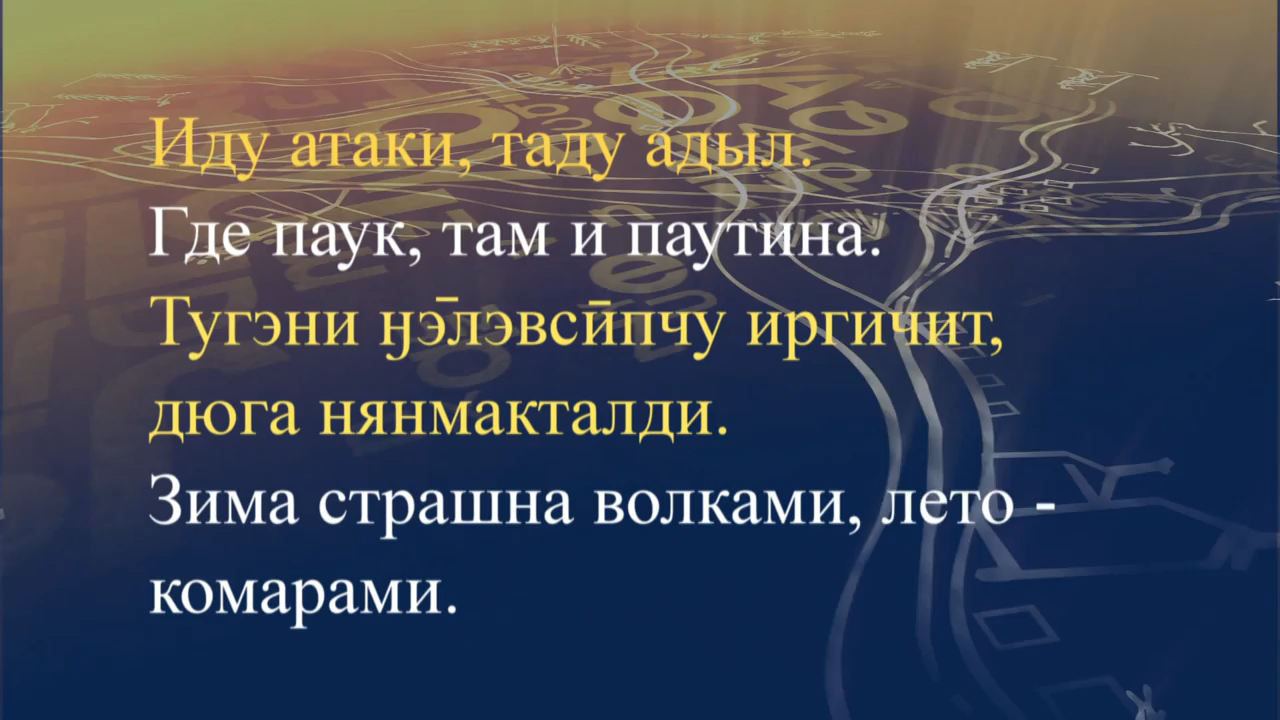 Иду атаки, таду адыл.
Где паук, там и паутина.
Тугэни ӈэ̄лэвсӣпчу иргичит,
дюга нянмакталди.
Зима страшна волками, лето -
комарами.